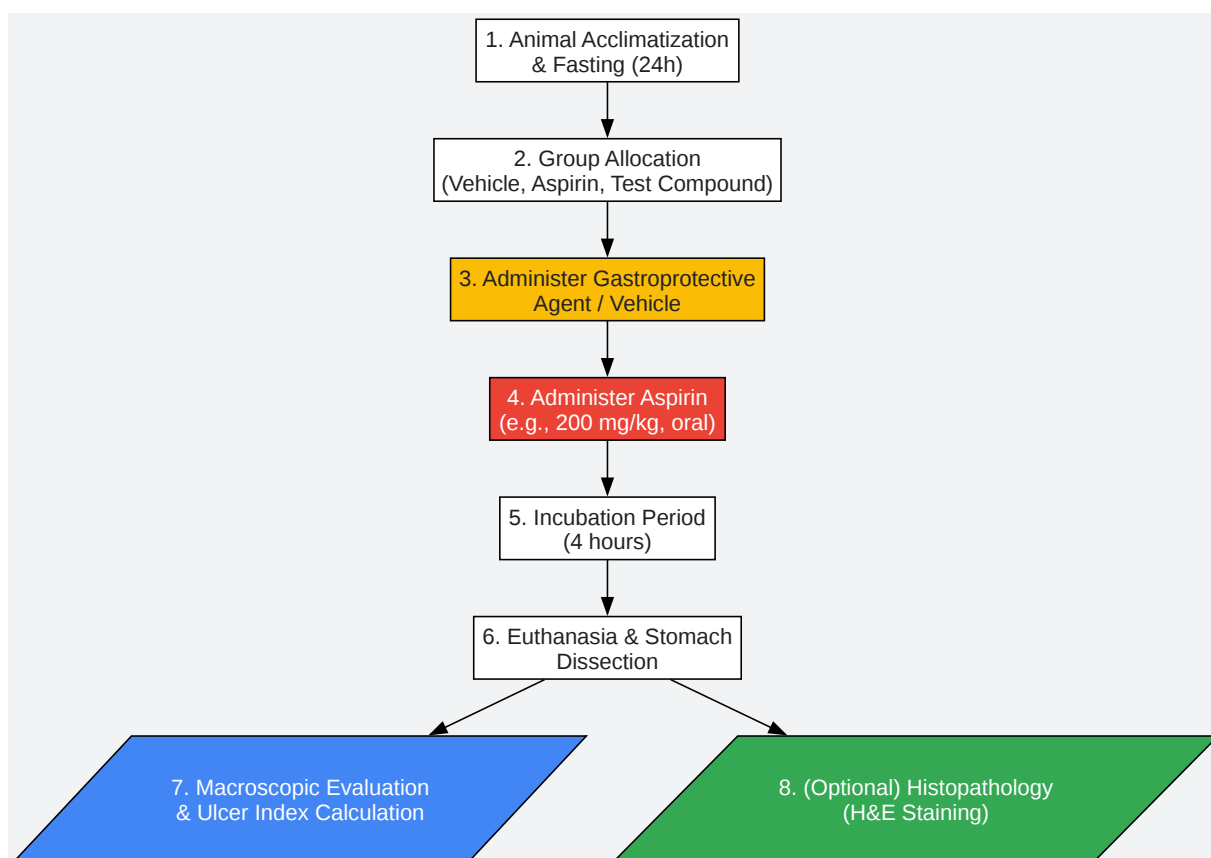 1. Animal Acclimatization
& Fasting (24h)
2. Group Allocation
(Vehicle, Aspirin, Test Compound)
3. Administer Gastroprotective
Agent / Vehicle
4. Administer Aspirin
(e.g., 200 mg/kg, oral)
5. Incubation Period
(4 hours)
6. Euthanasia & Stomach
Dissection
7. Macroscopic Evaluation
& Ulcer Index Calculation
8. (Optional) Histopathology
(H&E Staining)